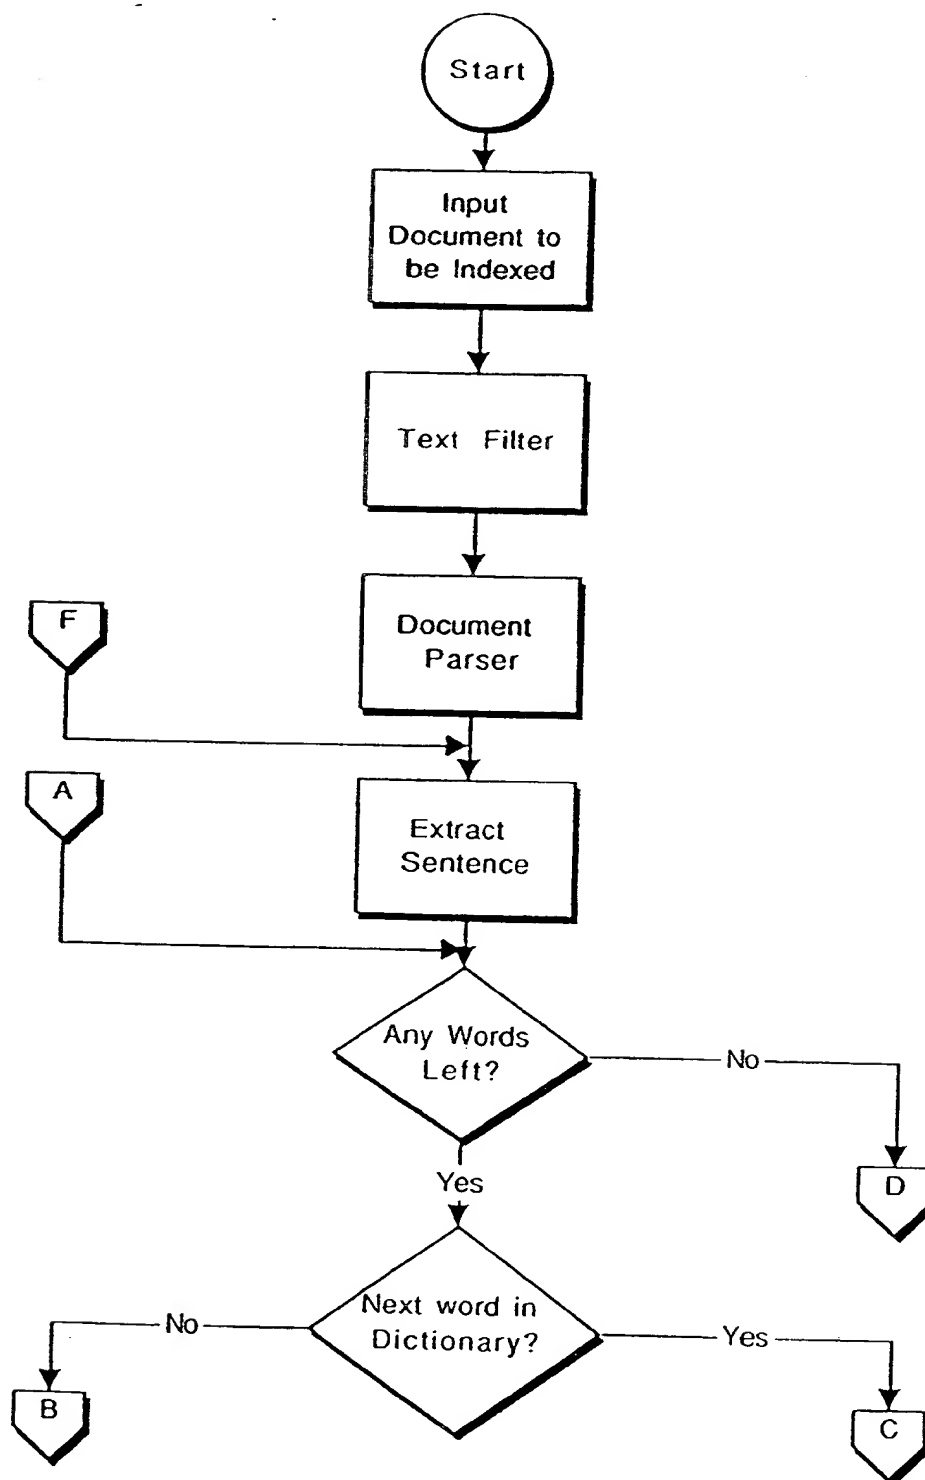 Start
Input
Document to
be Indexed
Text Filter
Document
Parser
F
A
Extract
Sentence
Any Words
Left?
No
Yes
D
Next word in
Dictionary?
No
Yes
B
C